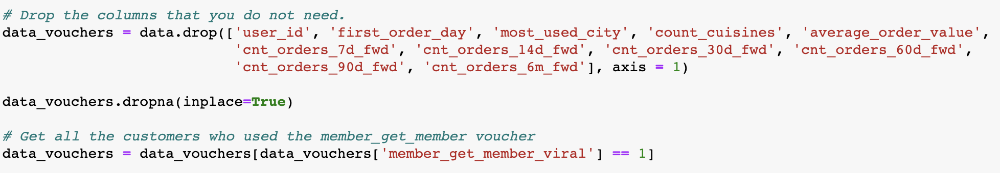 # Drop the columns that you do not need.
data_vouchers = data.drop(['user_id', 'first_order_day', 'most_used_city', 'count_cuisines', 'average_order_value',
'cnt_orders_7d_fwd', 'cnt_orders_14d_fwd', 'cnt_orders_30d_fwd', 'cnt_orders_60d_fwd',
'cnt_orders_90d_fwd', 'cnt_orders_6m_fwd'], axis = 1)
data_vouchers.dropna(inplace=True)
# Get all the customers who used the member_get_member voucher
data_vouchers = data_vouchers[data_vouchers['member_get_member_viral'] == 1]